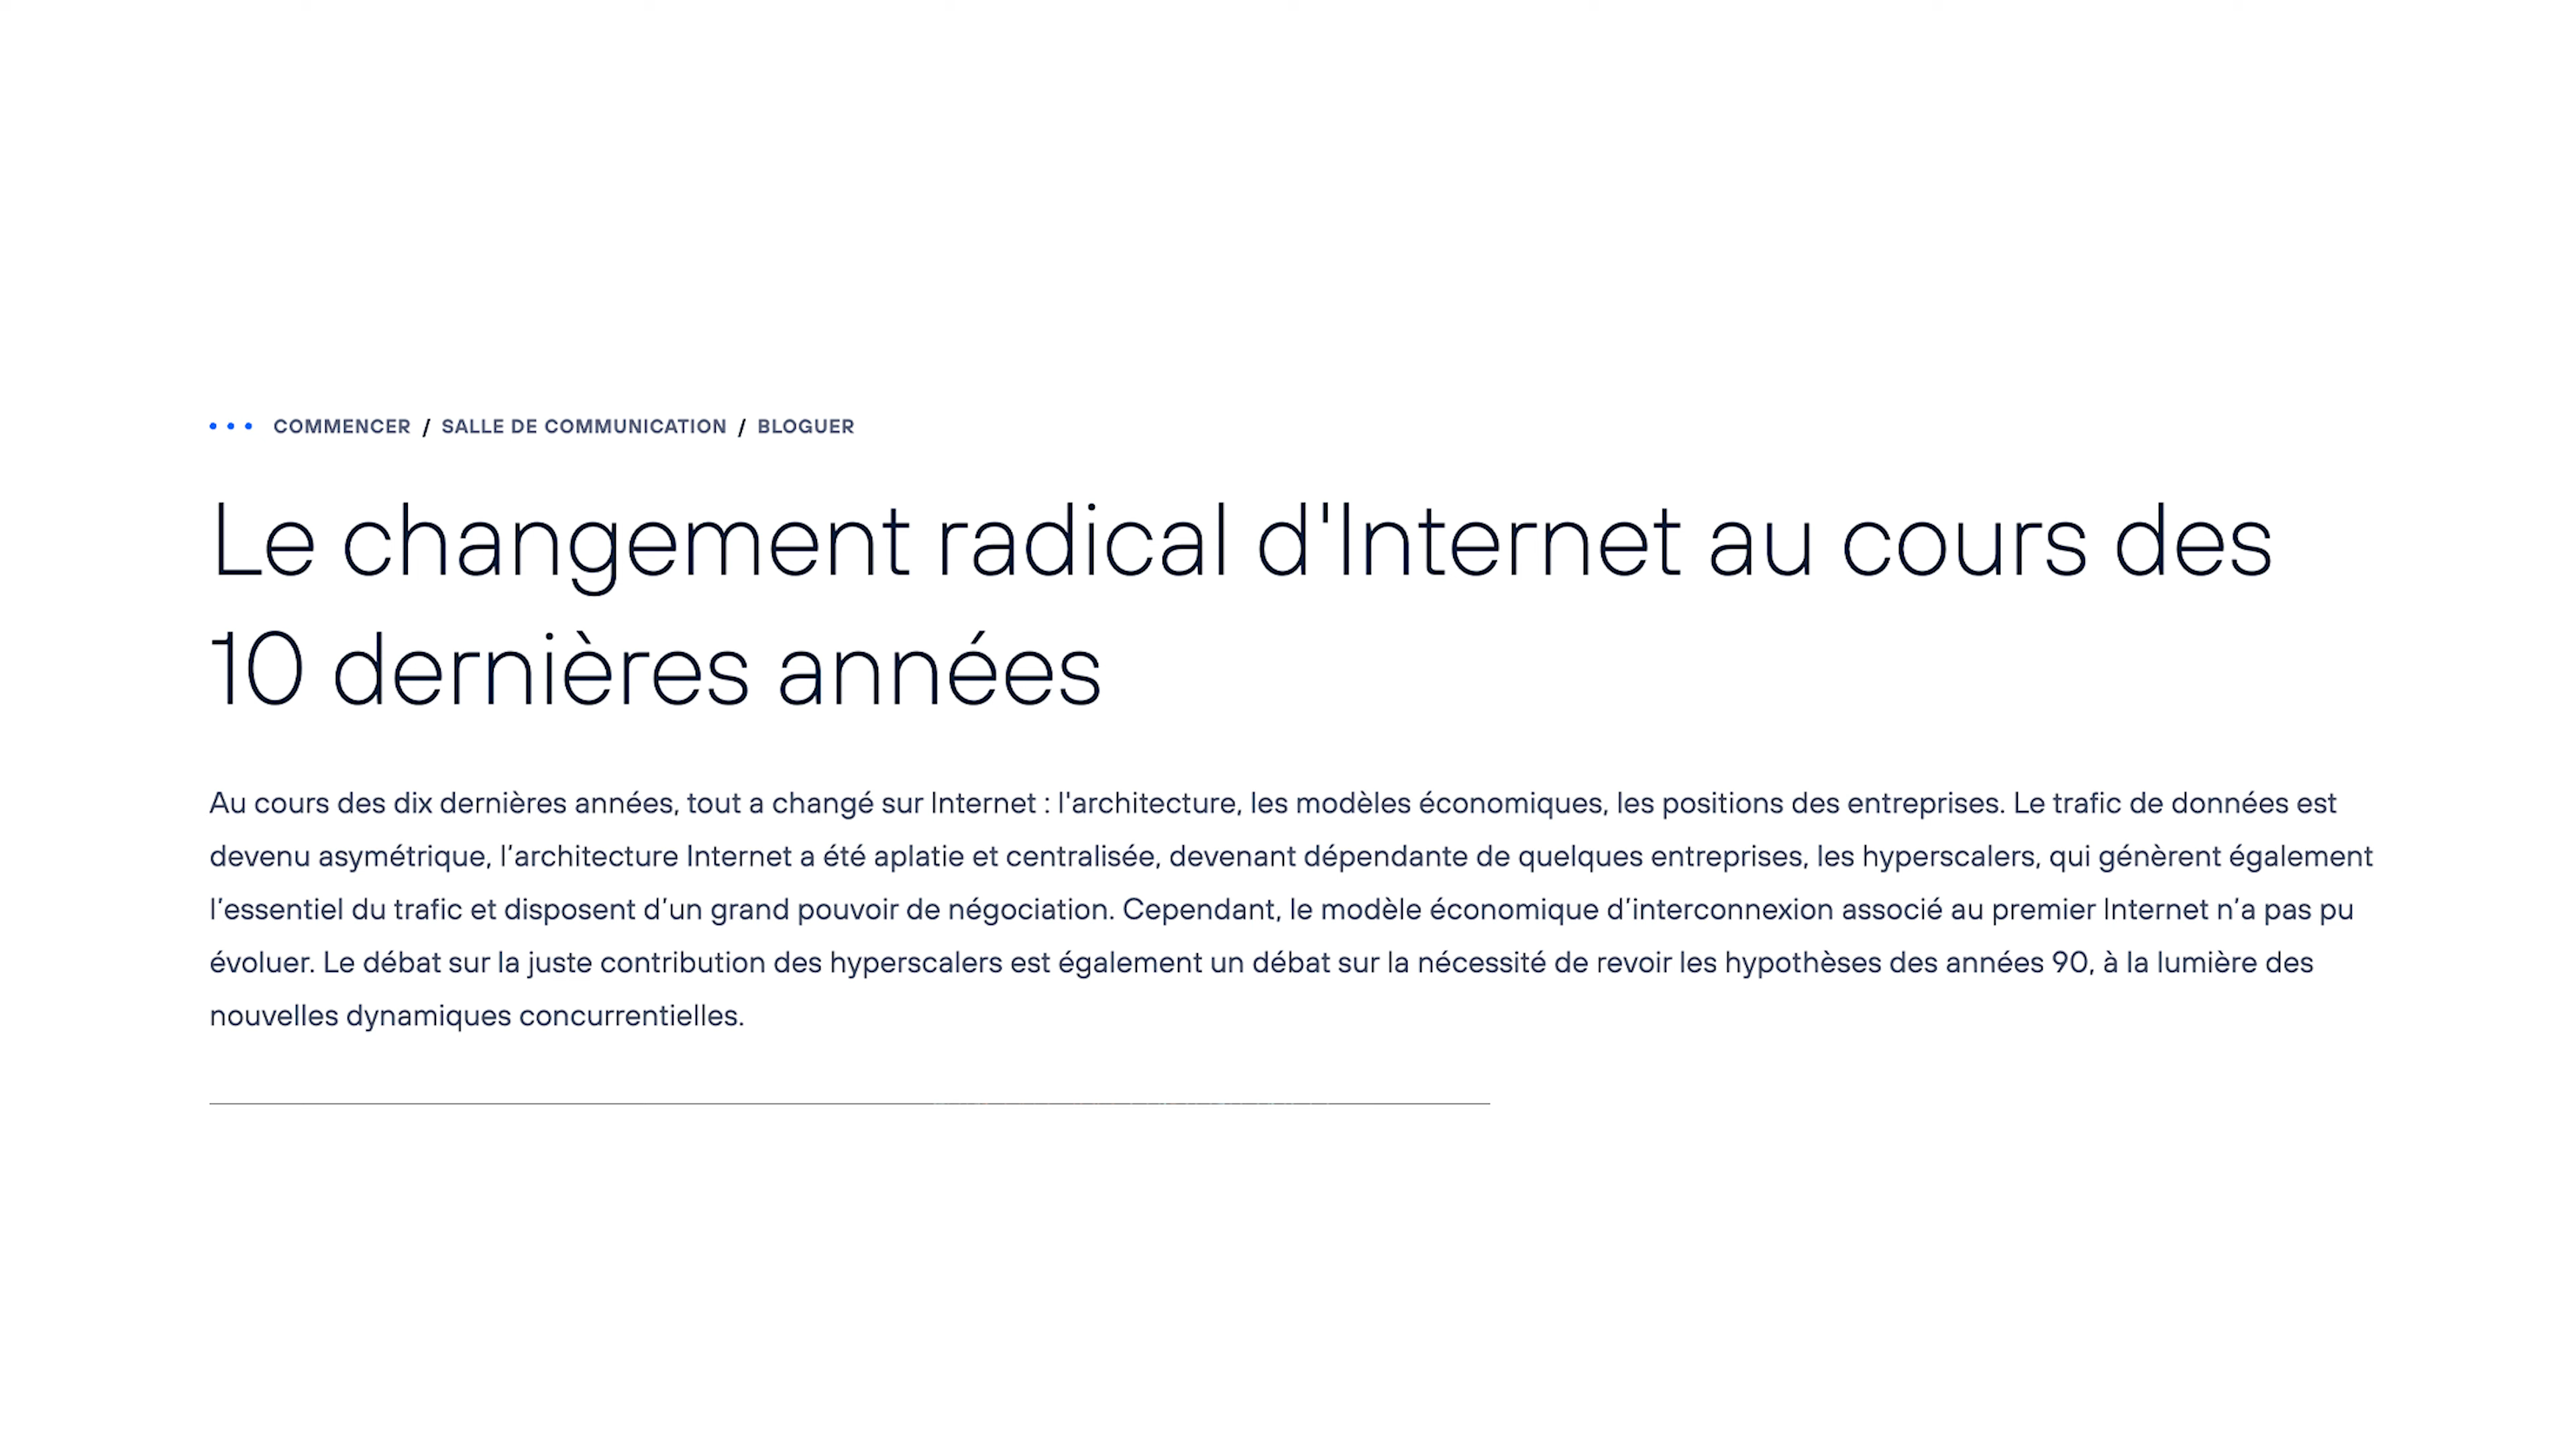 COMMENCER / SALLE DE COMMUNICATION / BLOGUER
Le changement radical d'Internet au cours des
10 dernières années
Au cours des dix dernières années, tout a changé sur Internet : l'architecture, les modèles économiques, les positions des entreprises. Le trafic de données est
devenu asymétrique, l’architecture Internet a été aplatie et centralisée, devenant dépendante de quelques entreprises, les hyperscalers, qui génèrent également
l’essentiel du trafic et disposent d’un grand pouvoir de négociation. Cependant, le modèle économique d’interconnexion associé au premier Internet n’a pas pu
évoluer. Le débat sur la juste contribution des hyperscalers est également un débat sur la nécessité de revoir les hypothèses des années 90, à la lumière des
nouvelles dynamiques concurrentielles.